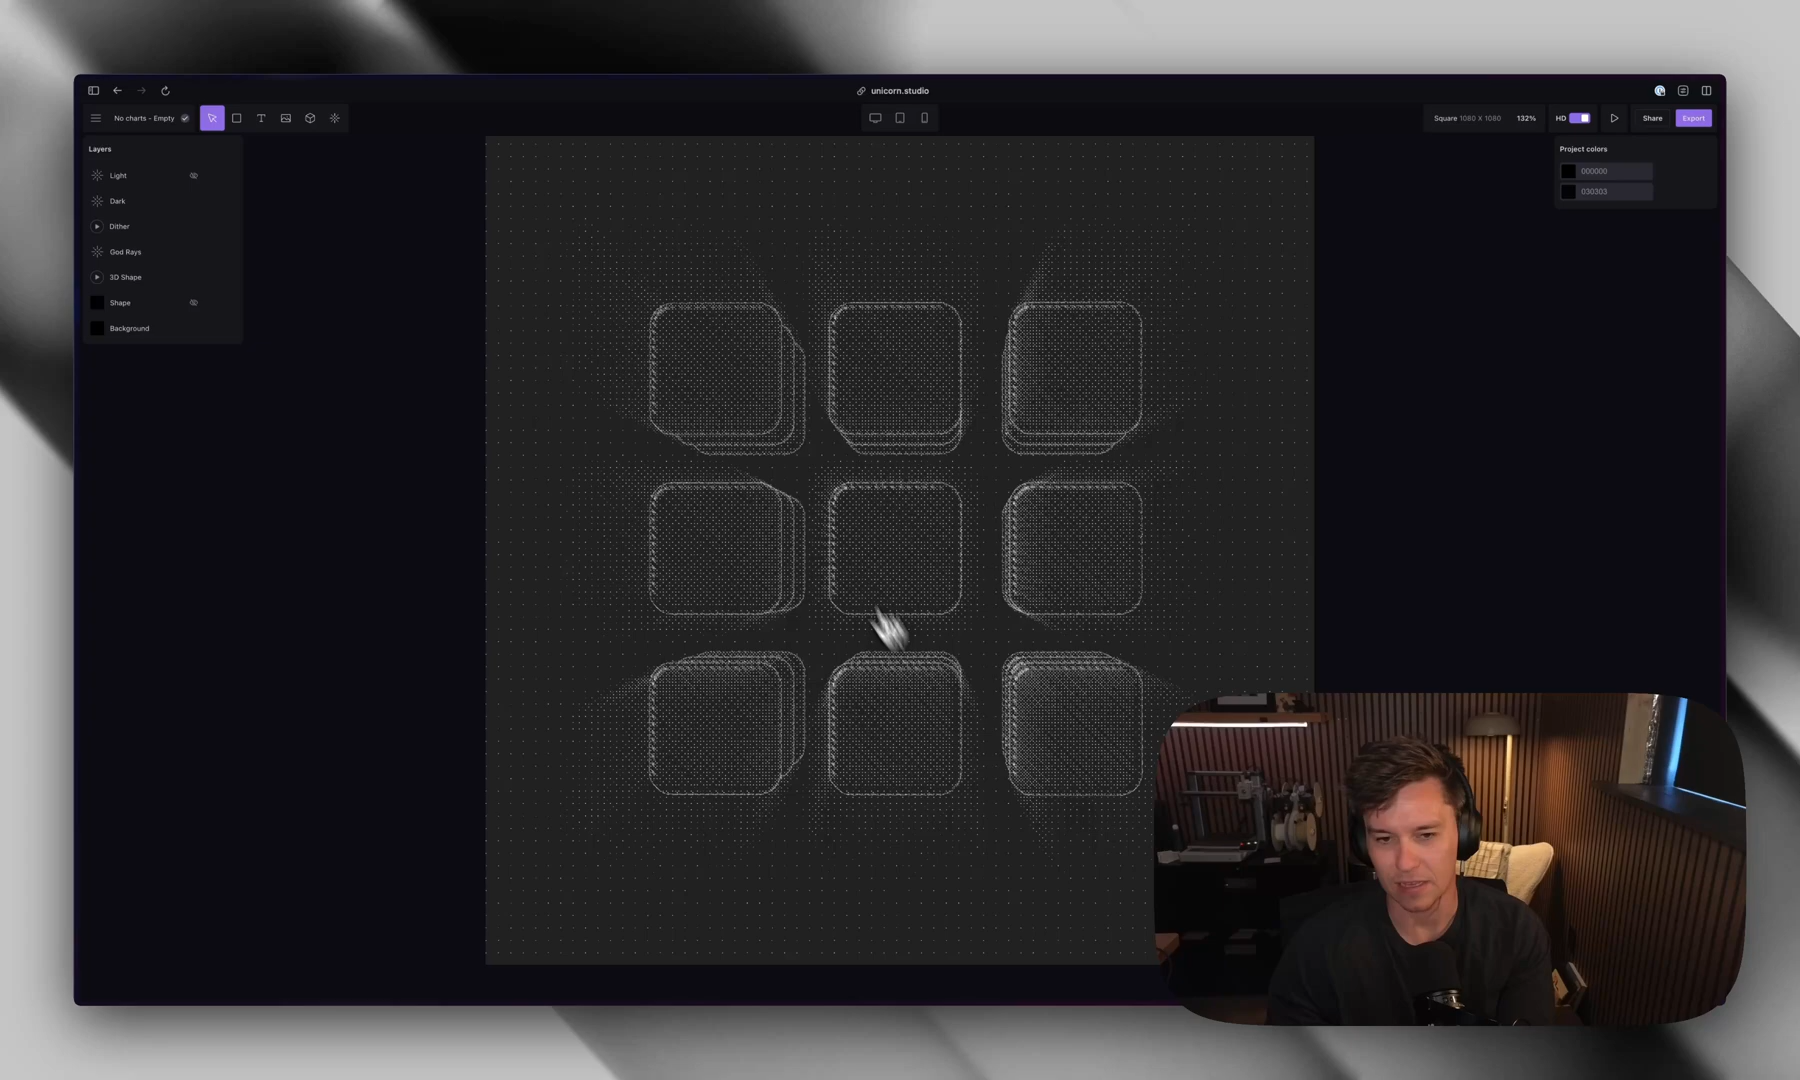 unicorn.studio
No charts - Empty
Square 1080 X 1080
132%
HD
Share
Export
Layers
Light
Dark
Dither
God Rays
3D Shape
Shape
Background
Project colors
000000
030303